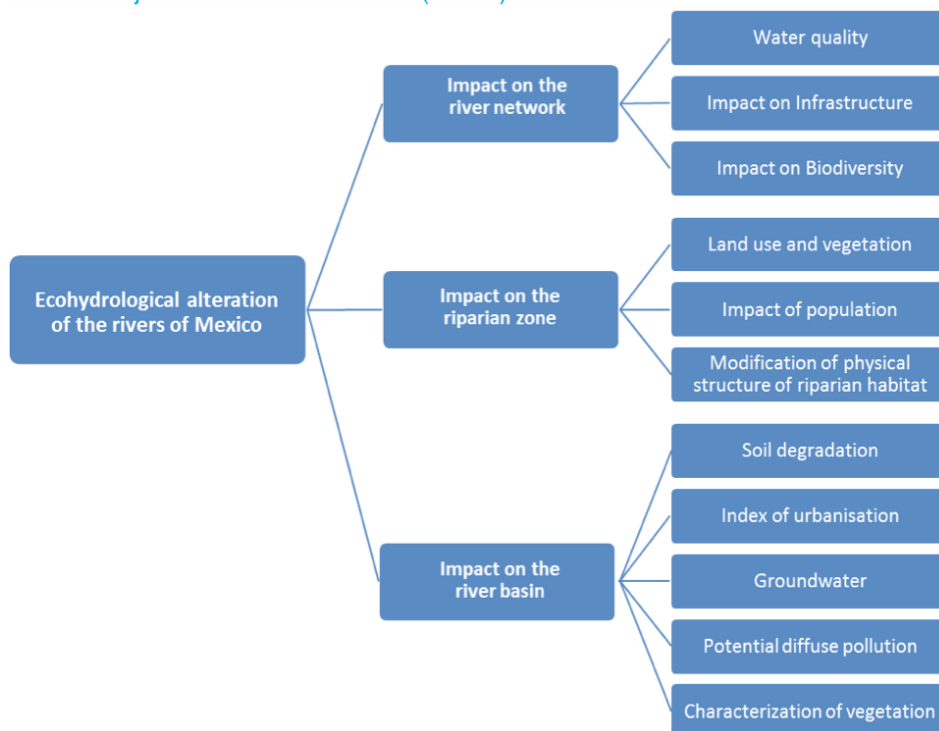 Water quality
Impact on the
river network
Impact on Infrastructure
Impact on Biodiversity
Land use and vegetation
Ecohydrological alteration
of the rivers of Mexico
Impact on the
riparian zone
Impact of population
Modification of physical
structure of riparian habitat
Soil degradation
Index of urbanisation
Impact on the
river basin
Groundwater
Potential diffuse pollution
Characterization of vegetation